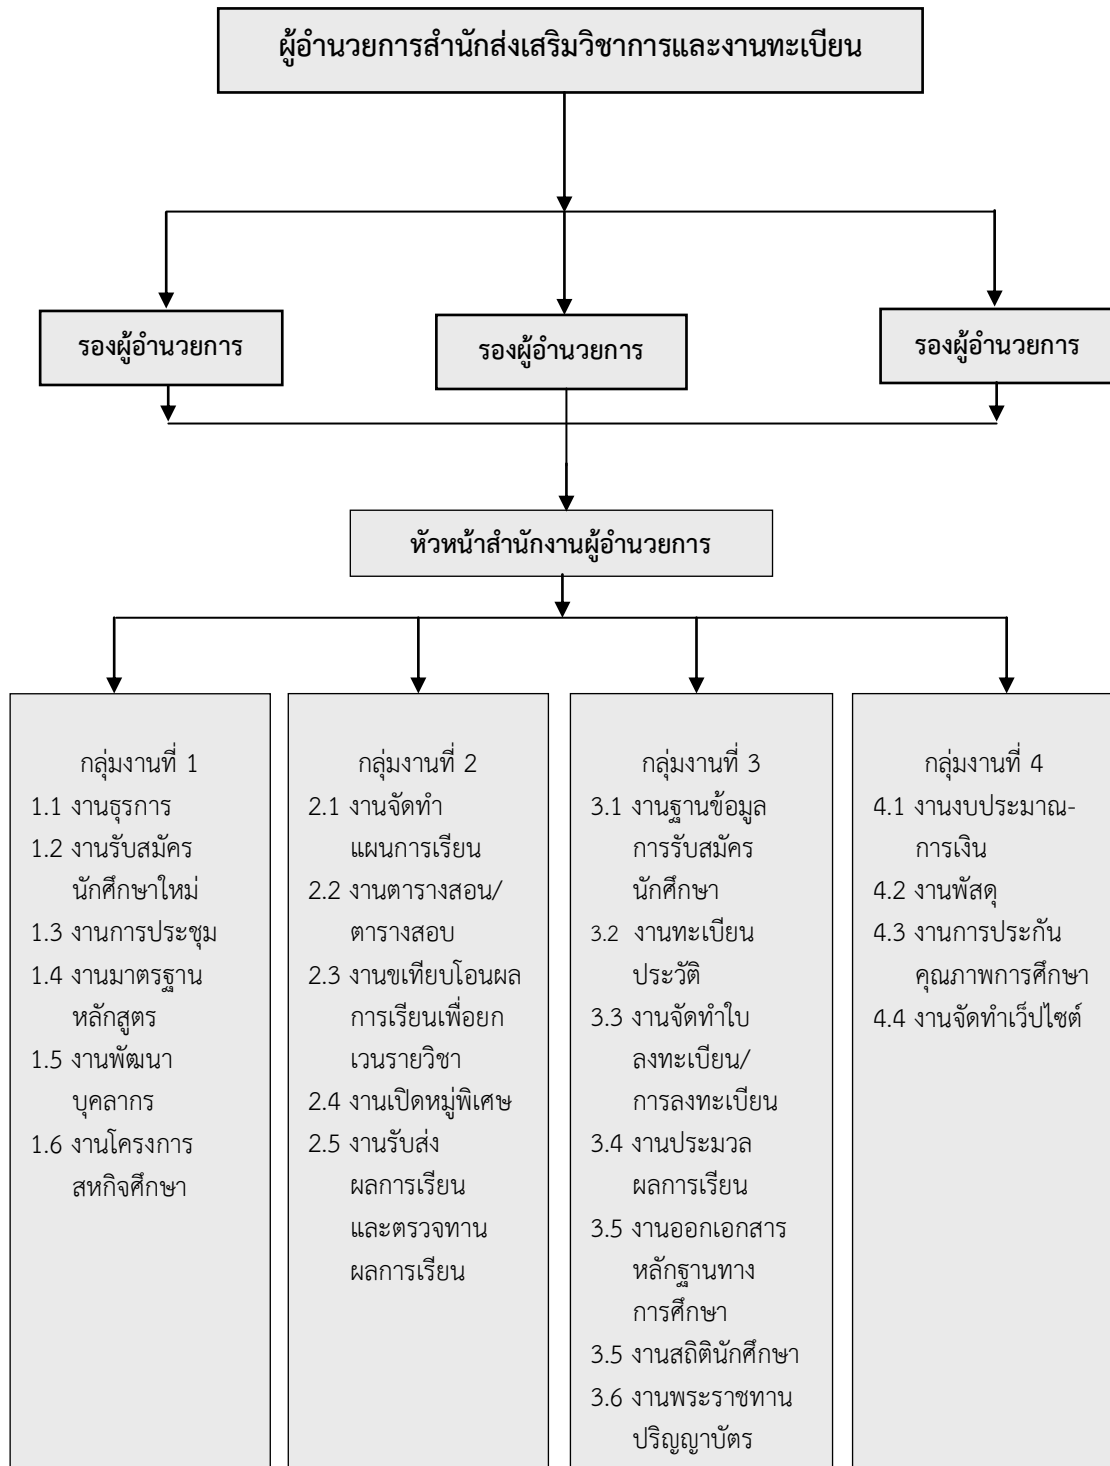 ผู้อำนวยการสำนักส่งเสริมวิชาการและงานทะเบียน
รองผู้อำนวยการ
รองผู้อำนวยการ
รองผู้อำนวยการ
หัวหน้าสำนักงานผู้อำนวยการ
กลุ่มงานที่ 1
1.1 งานธุรการ
1.2 งานรับสมัคร
นักศึกษาใหม่
1.3 งานการประชุม
1.4 งานมาตรฐาน
หลักสูตร
1.5 งานพัฒนา
บุคลากร
1.6 งานโครงการ
สหกิจศึกษา
กลุ่มงานที่ 2
2.1 งานจัดทำ
แผนการเรียน
2.2 งานตารางสอน/
ตารางสอบ
2.3 งานขเทียบโอนผล
การเรียนเพื่อยก
เวนรายวิชา
2.4 งานเปิดหมู่พิเศษ
2.5 งานรับส่ง
ผลการเรียน
และตรวจทาน
ผลการเรียน
กลุ่มงานที่ 3
3.1 งานฐานข้อมูล
การรับสมัคร
นักศึกษา
3.2 งานทะเบียน
ประวัติ
3.3 งานจัดทำใบ
ลงทะเบียน/
การลงทะเบียน
3.4 งานประมวล
ผลการเรียน
3.5 งานออกเอกสาร
หลักฐานทาง
การศึกษา
3.5 งานสถิตินักศึกษา
3.6 งานพระราชทาน
ปริญญาบัตร
กลุ่มงานที่ 4
4.1 งานงบประมาณ-
การเงิน
4.2 งานพัสดุ
4.3 งานการประกัน
คุณภาพการศึกษา
4.4 งานจัดทำเว็ปไซต์